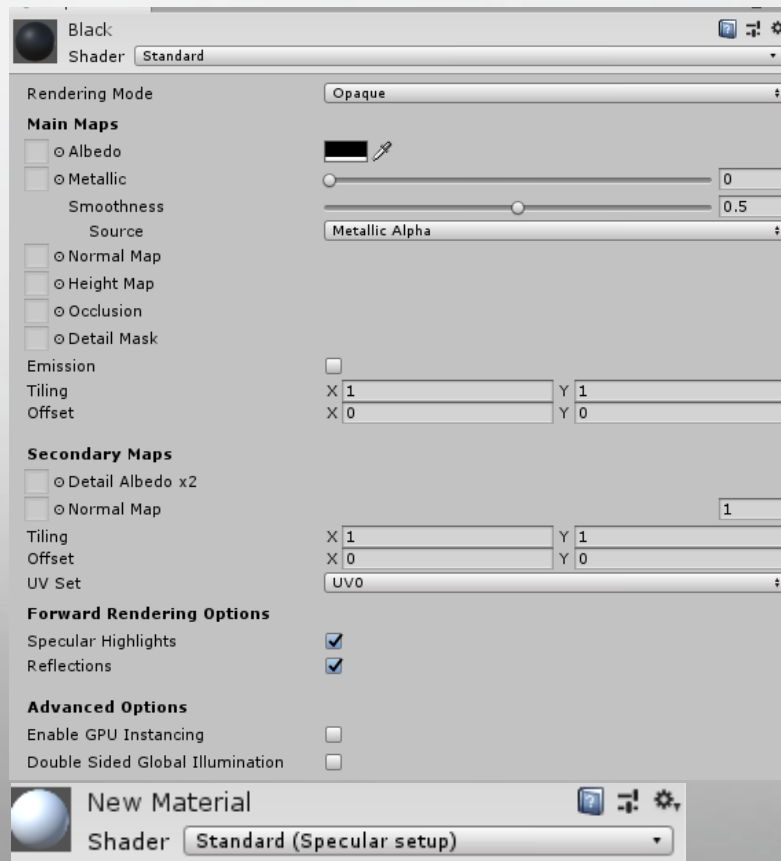 Black
Shader Standard
Rendering Mode Opaque
Main Maps
Albedo
Metallic 0
Smoothness 0.5
Source Metallic Alpha
Normal Map
Height Map
Occlusion
Detail Mask
Emission
Tiling X 1 Y 1
Offset X 0 Y 0
Secondary Maps
Detail Albedo x2
Normal Map 1
Tiling X 1 Y 1
Offset X 0 Y 0
UV Set UV0
Forward Rendering Options
Specular Highlights
Reflections
Advanced Options
Enable GPU Instancing
Double Sided Global Illumination
New Material
Shader Standard (Specular setup)